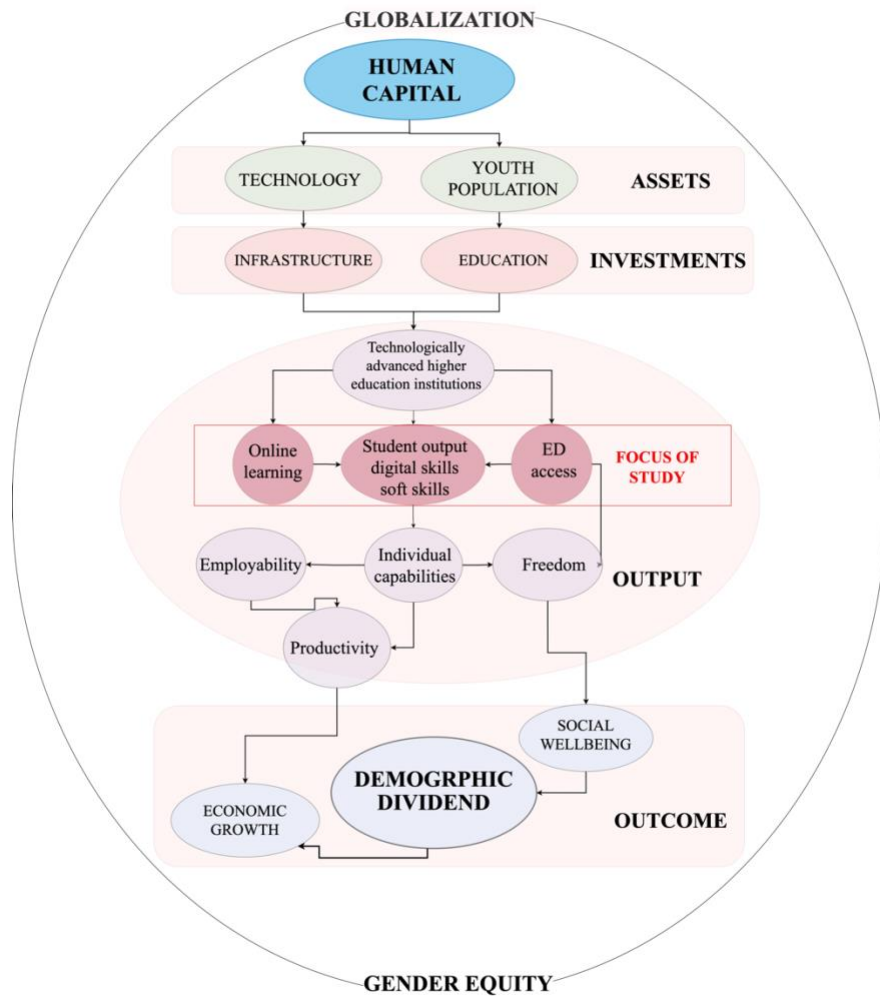 GLOBALIZATION
HUMAN
CAPITAL
TECHNOLOGY
YOUTH
POPULATION
ASSETS
INFRASTRUCTURE
EDUCATION
INVESTMENTS
Technologically
advanced higher
education institutions
Online
learning
Student output
digital skills
soft skills
ED
access
FOCUS OF
STUDY
Employability
Individual
capabilities
Freedom
OUTPUT
Productivity
SOCIAL
WELLBEING
DEMOGRPHIC
DIVIDEND
ECONOMIC
GROWTH
OUTCOME
GENDER EQUITY